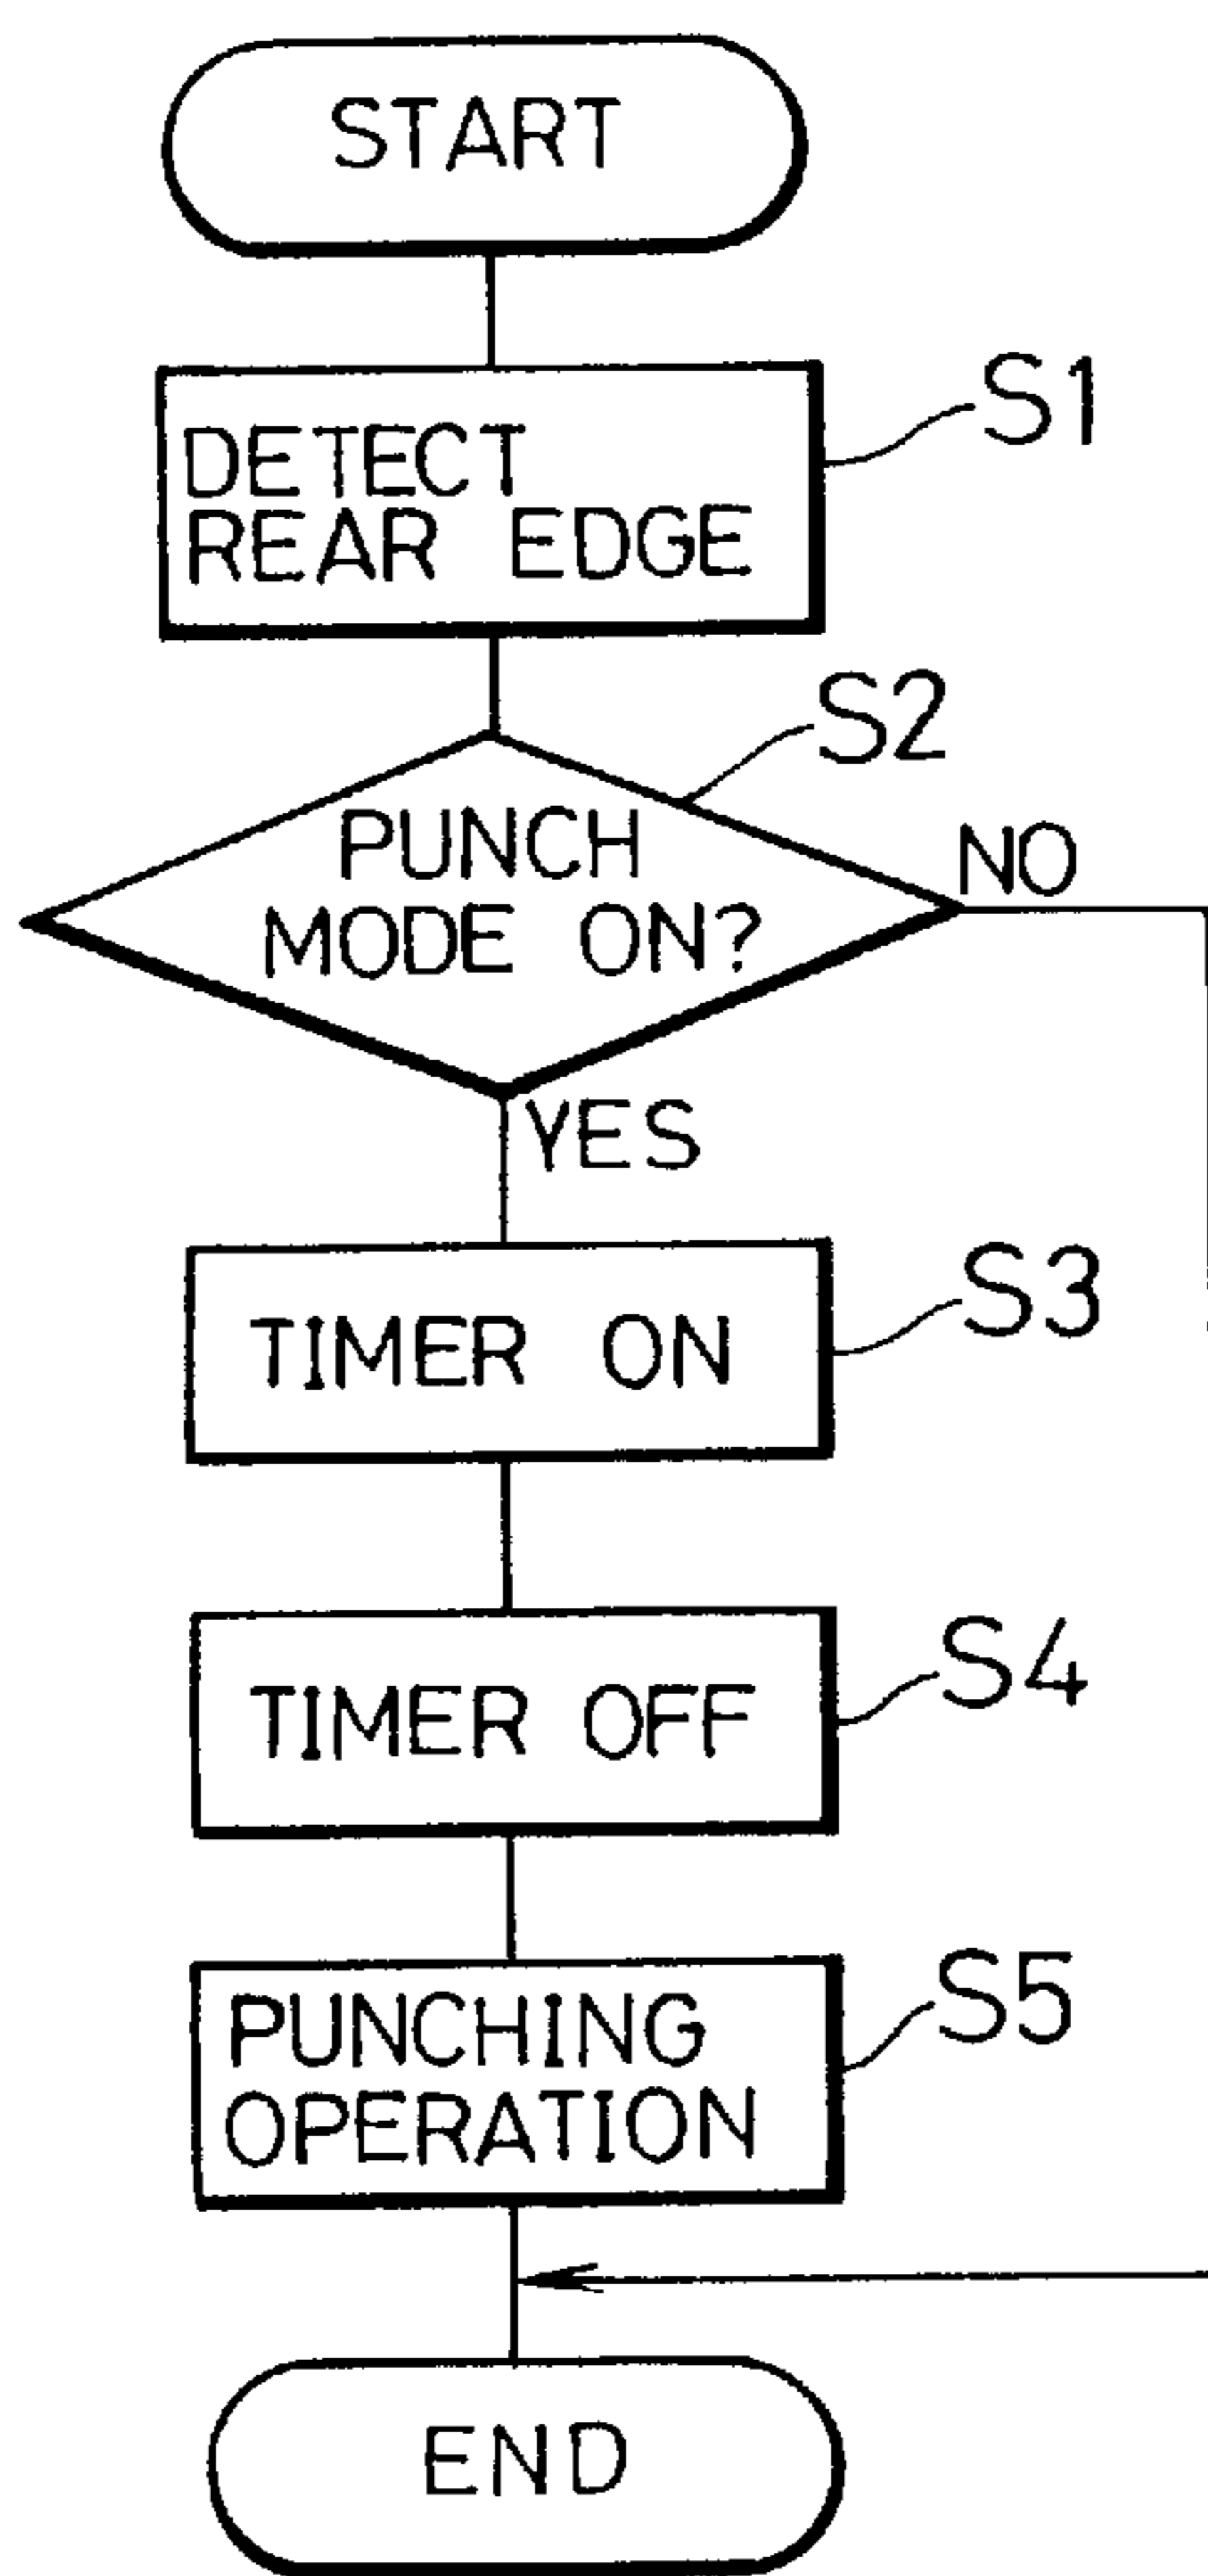 START
DETECT
REAR EDGE
S1
PUNCH
MODE ON?
S2
NO
YES
TIMER ON
S3
TIMER OFF
S4
PUNCHING
OPERATION
S5
END